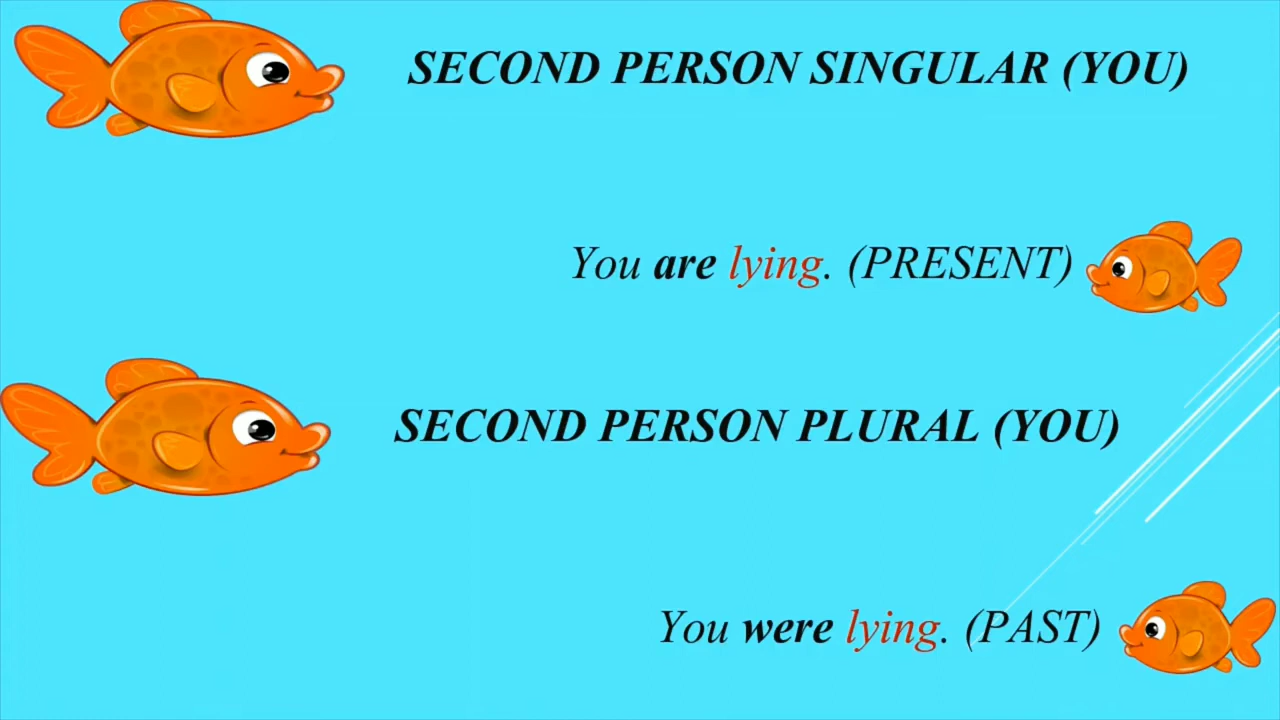 SECOND PERSON SINGULAR (YOU)
You are lying. (PRESENT)
SECOND PERSON PLURAL (YOU)
You were lying. (PAST)